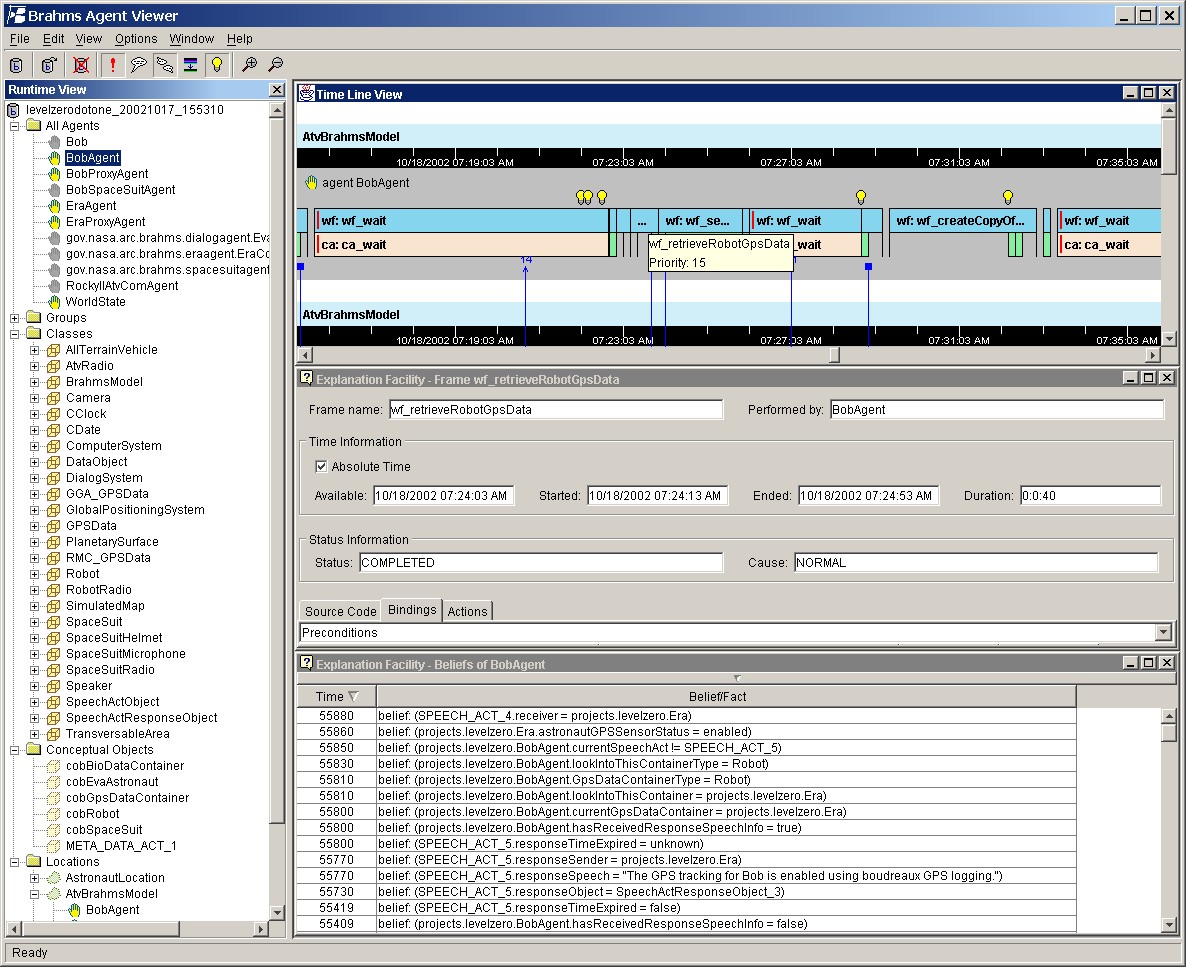 Brahms Agent Viewer
File Edit View Options Window Help
Runtime View
levelzerodotone_20021017_155310
All Agents
Bob
BobAgent
BobProxyAgent
BobSpaceSuitAgent
EraAgent
EraProxyAgent
gov.nasa.arc.brahms.dialogagent.Eva
gov.nasa.arc.brahms.eraagent.EraCo
gov.nasa.arc.brahms.spacesuitagent
RockyIIAtvComAgent
WorldState
Groups
Classes
AllTerrainVehicle
AtvRadio
BrahmsModel
Camera
CClock
CDate
ComputerSystem
DataObject
DialogSystem
GGA_GPSData
GlobalPositioningSystem
GPSData
PlanetarySurface
RMC_GPSData
Robot
RobotRadio
SimulatedMap
SpaceSuit
SpaceSuitHelmet
SpaceSuitMicrophone
SpaceSuitRadio
Speaker
SpeechActObject
SpeechActResponseObject
TransversableArea
Conceptual Objects
cobBioDataContainer
cobEvaAstronaut
cobGpsDataContainer
cobRobot
cobSpaceSuit
META_DATA_ACT_1
Locations
AstronautLocation
AtvBrahmsModel
BobAgent
Time Line View
AtvBrahmsModel
10/18/2002 07:19:03 AM 07:23:03 AM 07:27:03 AM 07:31:03 AM 07:35:03 AM
agent BobAgent
wf: wf_wait ... wf: wf_se... wf: wf_wait wf: wf_createCopyOf... wf: wf_wait
ca: ca_wait wait ca: ca_wait
wf_retrieveRobotGpsData
Priority: 15
14
AtvBrahmsModel
10/18/2002 07:19:03 AM 07:23:03 AM 07:27:03 AM 07:31:03 AM 07:35:03 AM
Explanation Facility - Frame wf_retrieveRobotGpsData
Frame name: wf_retrieveRobotGpsData Performed by: BobAgent
Time Information
Absolute Time
Available: 10/18/2002 07:24:03 AM Started: 10/18/2002 07:24:13 AM Ended: 10/18/2002 07:24:53 AM Duration: 0:0:40
Status Information
Status: COMPLETED Cause: NORMAL
Source Code Bindings Actions
Preconditions
Explanation Facility - Beliefs of BobAgent
Time Belief/Fact
55880 belief: (SPEECH_ACT_4.receiver = projects.levelzero.Era)
55860 belief: (projects.levelzero.Era.astronautGPSSensorStatus = enabled)
55850 belief: (projects.levelzero.BobAgent.currentSpeechAct != SPEECH_ACT_5)
55830 belief: (projects.levelzero.BobAgent.lookIntoThisContainerType = Robot)
55810 belief: (projects.levelzero.BobAgent.GpsDataContainerType = Robot)
55810 belief: (projects.levelzero.BobAgent.lookIntoThisContainer = projects.levelzero.Era)
55800 belief: (projects.levelzero.BobAgent.currentGpsDataContainer = projects.levelzero.Era)
55800 belief: (projects.levelzero.BobAgent.hasReceivedResponseSpeechInfo = true)
55800 belief: (SPEECH_ACT_5.responseTimeExpired = unknown)
55770 belief: (SPEECH_ACT_5.responseSender = projects.levelzero.Era)
55770 belief: (SPEECH_ACT_5.responseSpeech = "The GPS tracking for Bob is enabled using boudreaux GPS logging.")
55730 belief: (SPEECH_ACT_5.responseObject = SpeechActResponseObject_3)
55419 belief: (SPEECH_ACT_5.responseTimeExpired = false)
55409 belief: (projects.levelzero.BobAgent.hasReceivedResponseSpeechInfo = false)
Ready